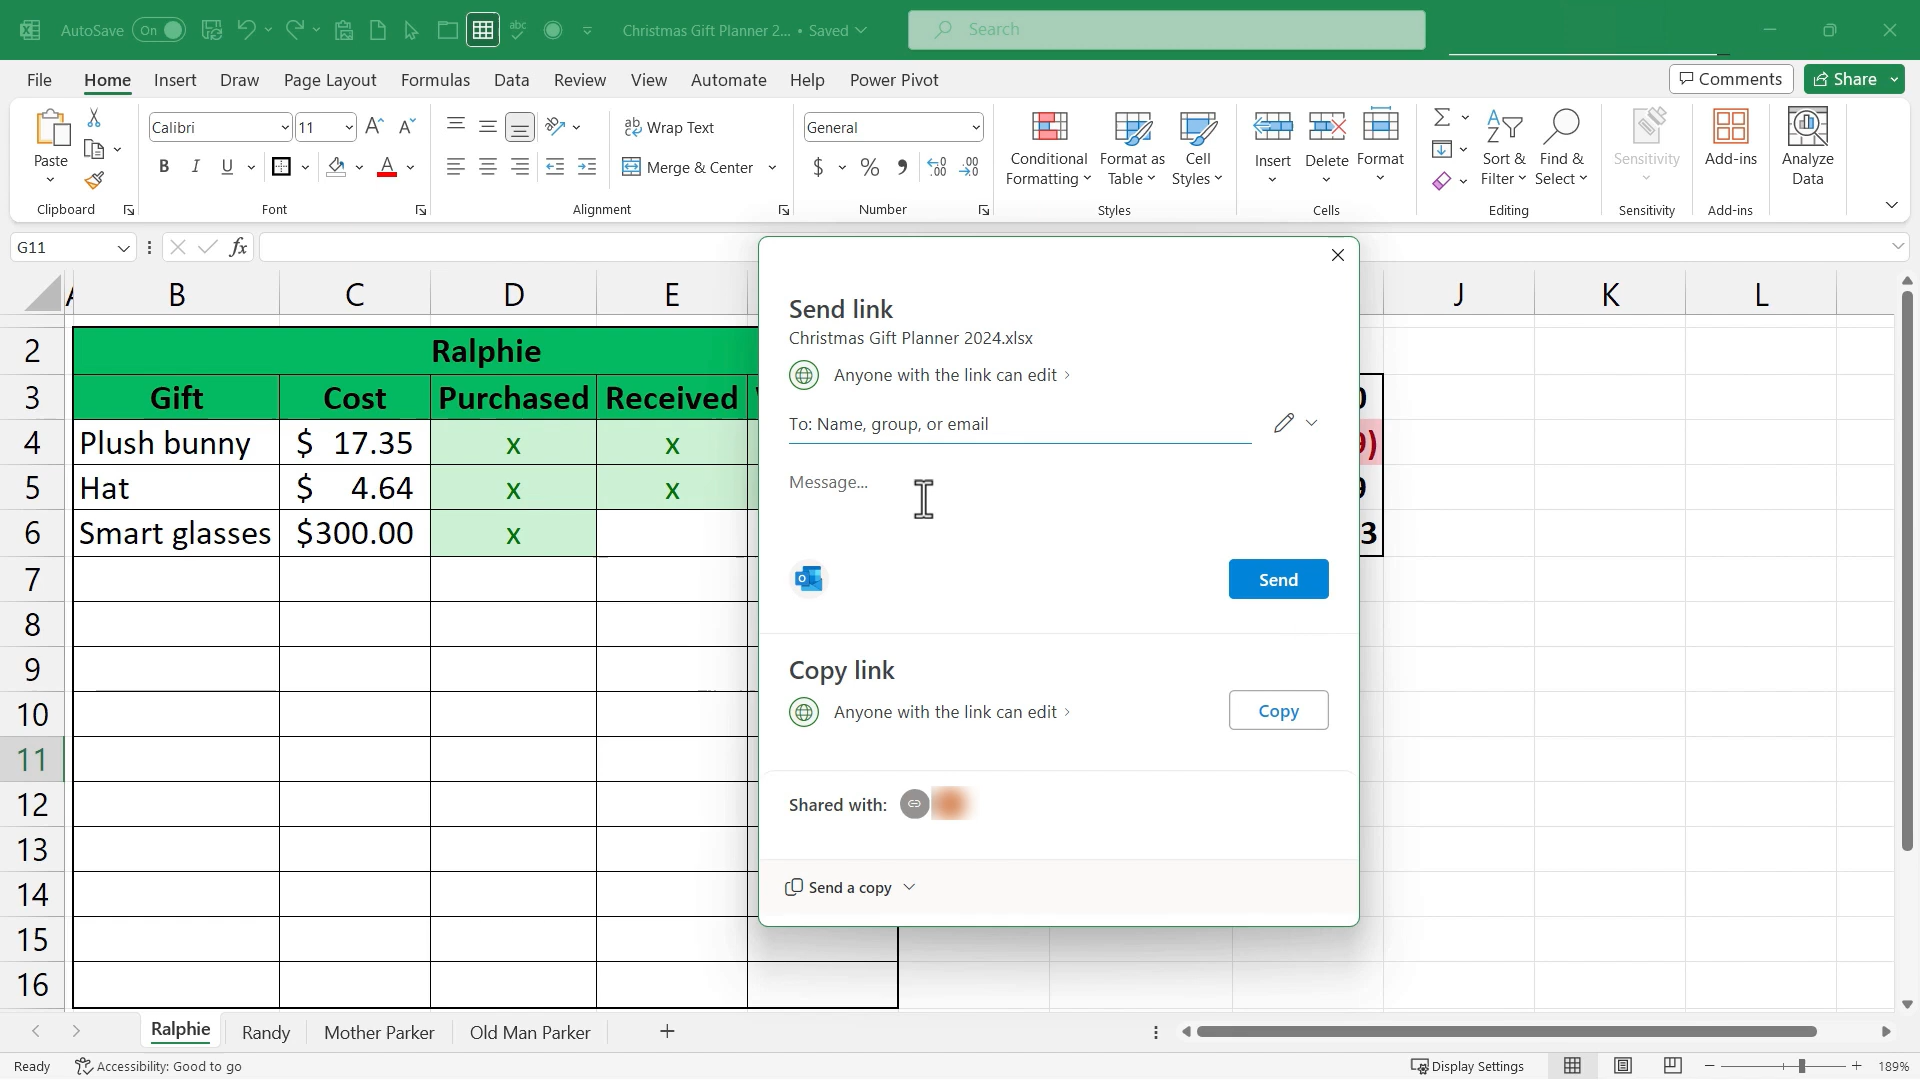 AutoSave On Christmas Gift Planner 2... • Saved Search
File Home Insert Draw Page Layout Formulas Data Review View Automate Help Power Pivot Comments Share
Paste
Clipboard
Calibri 11
B I U A
Font
ab Wrap Text
Merge & Center
Alignment
General
$ % 9 .00 .00
Number
Conditional Formatting
Format as Table
Cell Styles
Styles
Insert Delete Format
Cells
Sort & Filter
Find & Select
Editing
Sensitivity
Sensitivity
Add-ins
Add-ins
Analyze Data
G11 fx
A B C D E J K L
2 Ralphie
3 Gift Cost Purchased Received
4 Plush bunny $ 17.35 x x
5 Hat $ 4.64 x x
6 Smart glasses $300.00 x 3
7
8
9
10
11
12
13
14
15
16
Send link
Christmas Gift Planner 2024.xlsx
Anyone with the link can edit
To: Name, group, or email
Message...
Send
Copy link
Anyone with the link can edit
Copy
Shared with:
Send a copy
Ralphie Randy Mother Parker Old Man Parker +
Ready Accessibility: Good to go Display Settings − + 189%